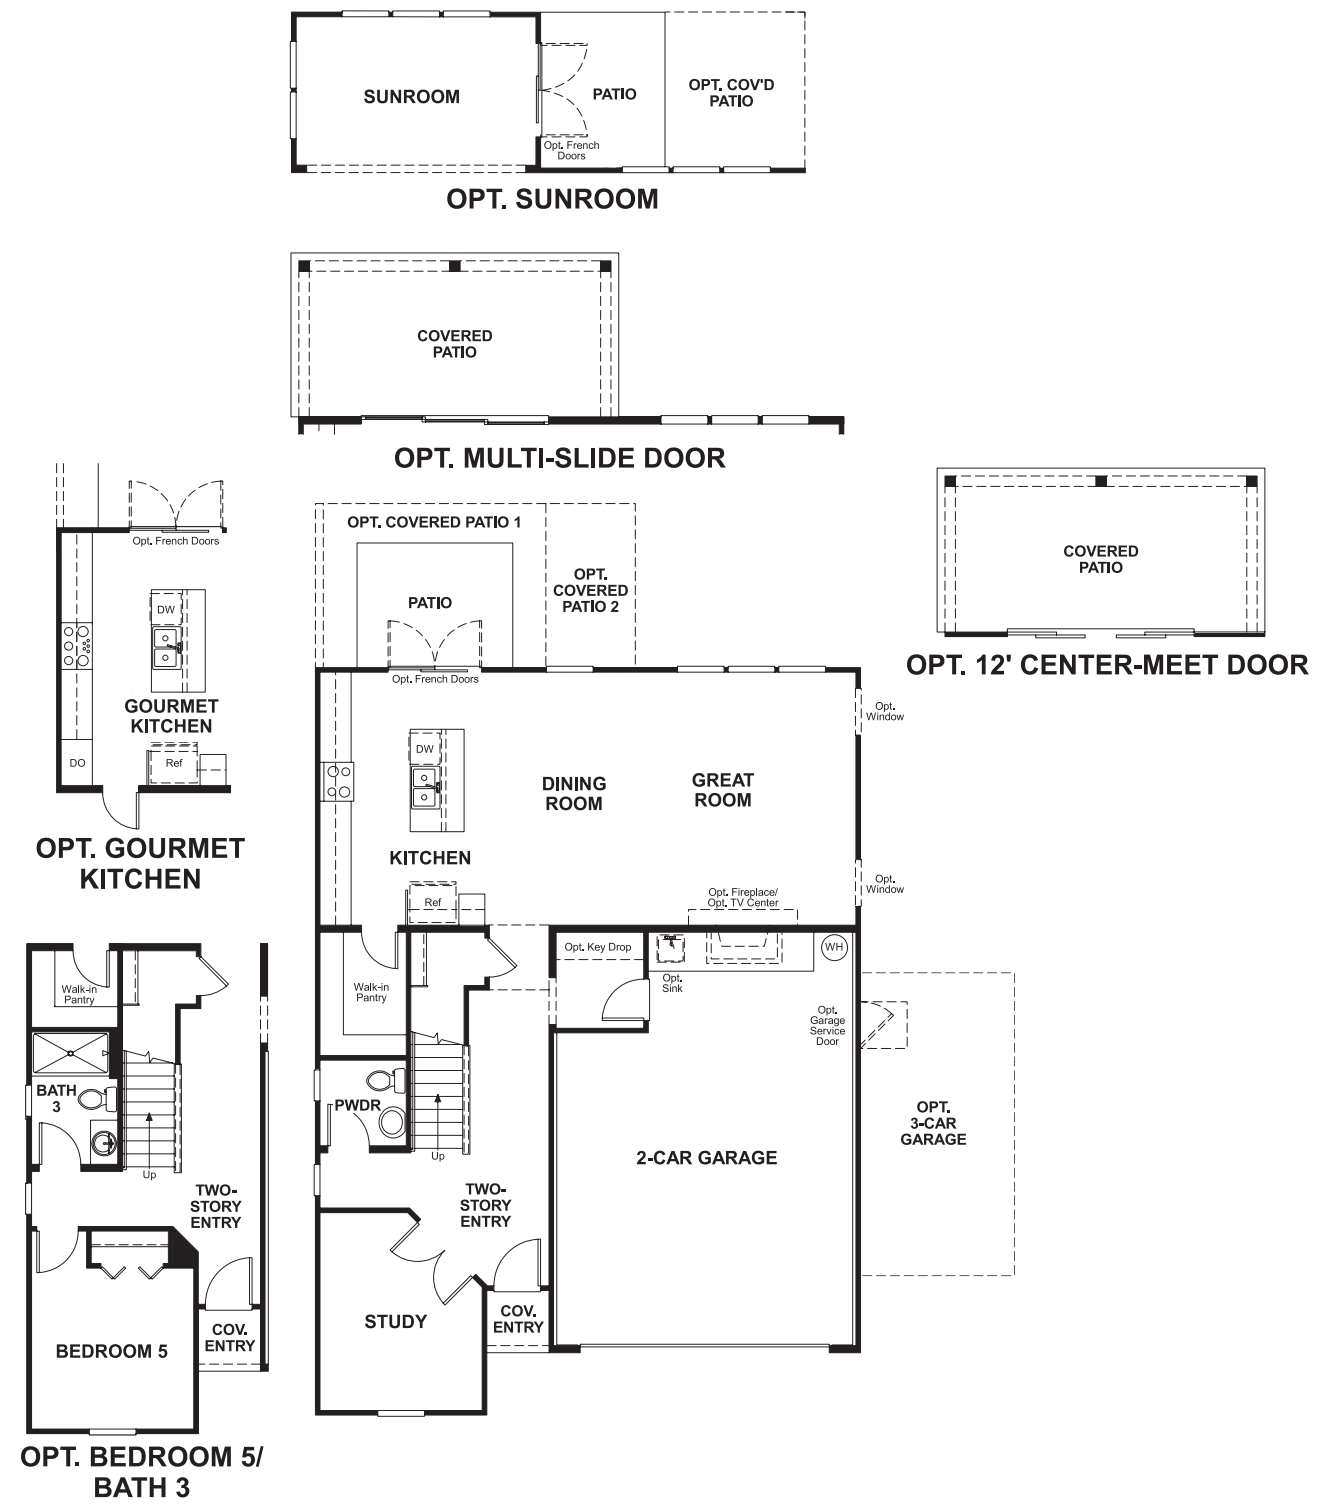 SUNROOM
PATIO
OPT. COV'D
PATIO
Opt. French
Doors
OPT. SUNROOM
COVERED
PATIO
OPT. MULTI-SLIDE DOOR
COVERED
PATIO
OPT. 12' CENTER-MEET DOOR
Opt. French Doors
DW
GOURMET
KITCHEN
DO
Ref
OPT. GOURMET
KITCHEN
OPT. COVERED PATIO 1
OPT.
COVERED
PATIO 2
PATIO
Opt. French Doors
Opt.
Window
DW
DINING
ROOM
GREAT
ROOM
KITCHEN
Ref
Opt. Fireplace/
Opt. TV Center
Opt.
Window
Opt. Key Drop
WH
Opt.
Sink
Walk-in
Pantry
Opt.
Garage
Service
Door
PWDR
Up
OPT.
3-CAR
GARAGE
2-CAR GARAGE
TWO-
STORY
ENTRY
STUDY
COV.
ENTRY
Walk-in
Pantry
BATH
3
Up
TWO-
STORY
ENTRY
COV.
ENTRY
BEDROOM 5
OPT. BEDROOM 5/
BATH 3